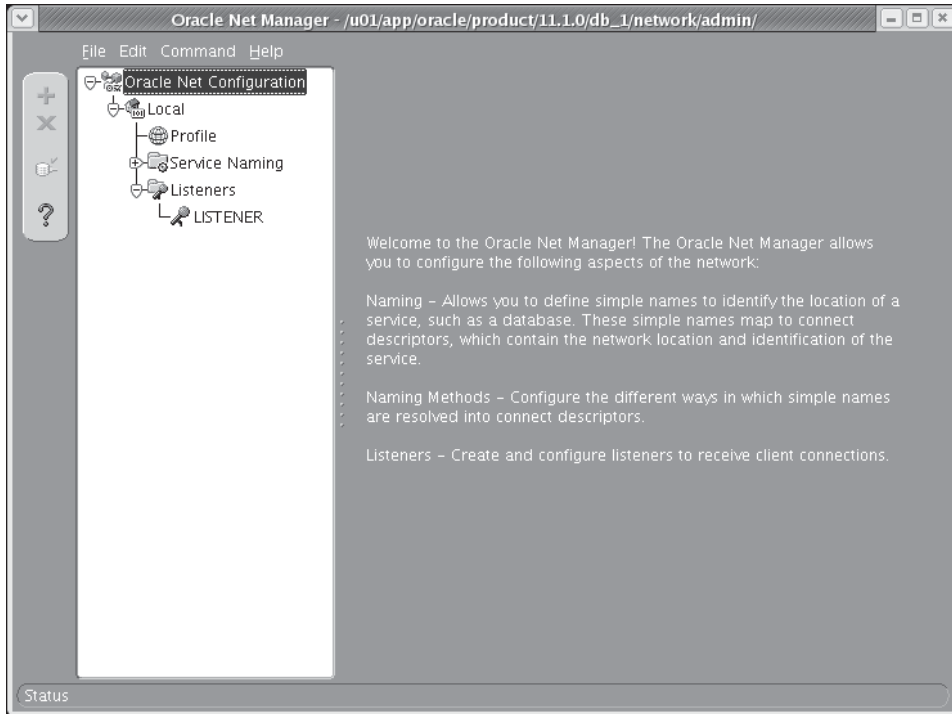 Oracle Net Manager - /u01/app/oracle/product/11.1.0/db_1/network/admin/
File Edit Command Help
Oracle Net Configuration
Local
Profile
Service Naming
Listeners
LISTENER
Welcome to the Oracle Net Manager! The Oracle Net Manager allows
you to configure the following aspects of the network:
Naming – Allows you to define simple names to identify the location of a
service, such as a database. These simple names map to connect
descriptors, which contain the network location and identification of the
service.
Naming Methods – Configure the different ways in which simple names
are resolved into connect descriptors.
Listeners – Create and configure listeners to receive client connections.
Status